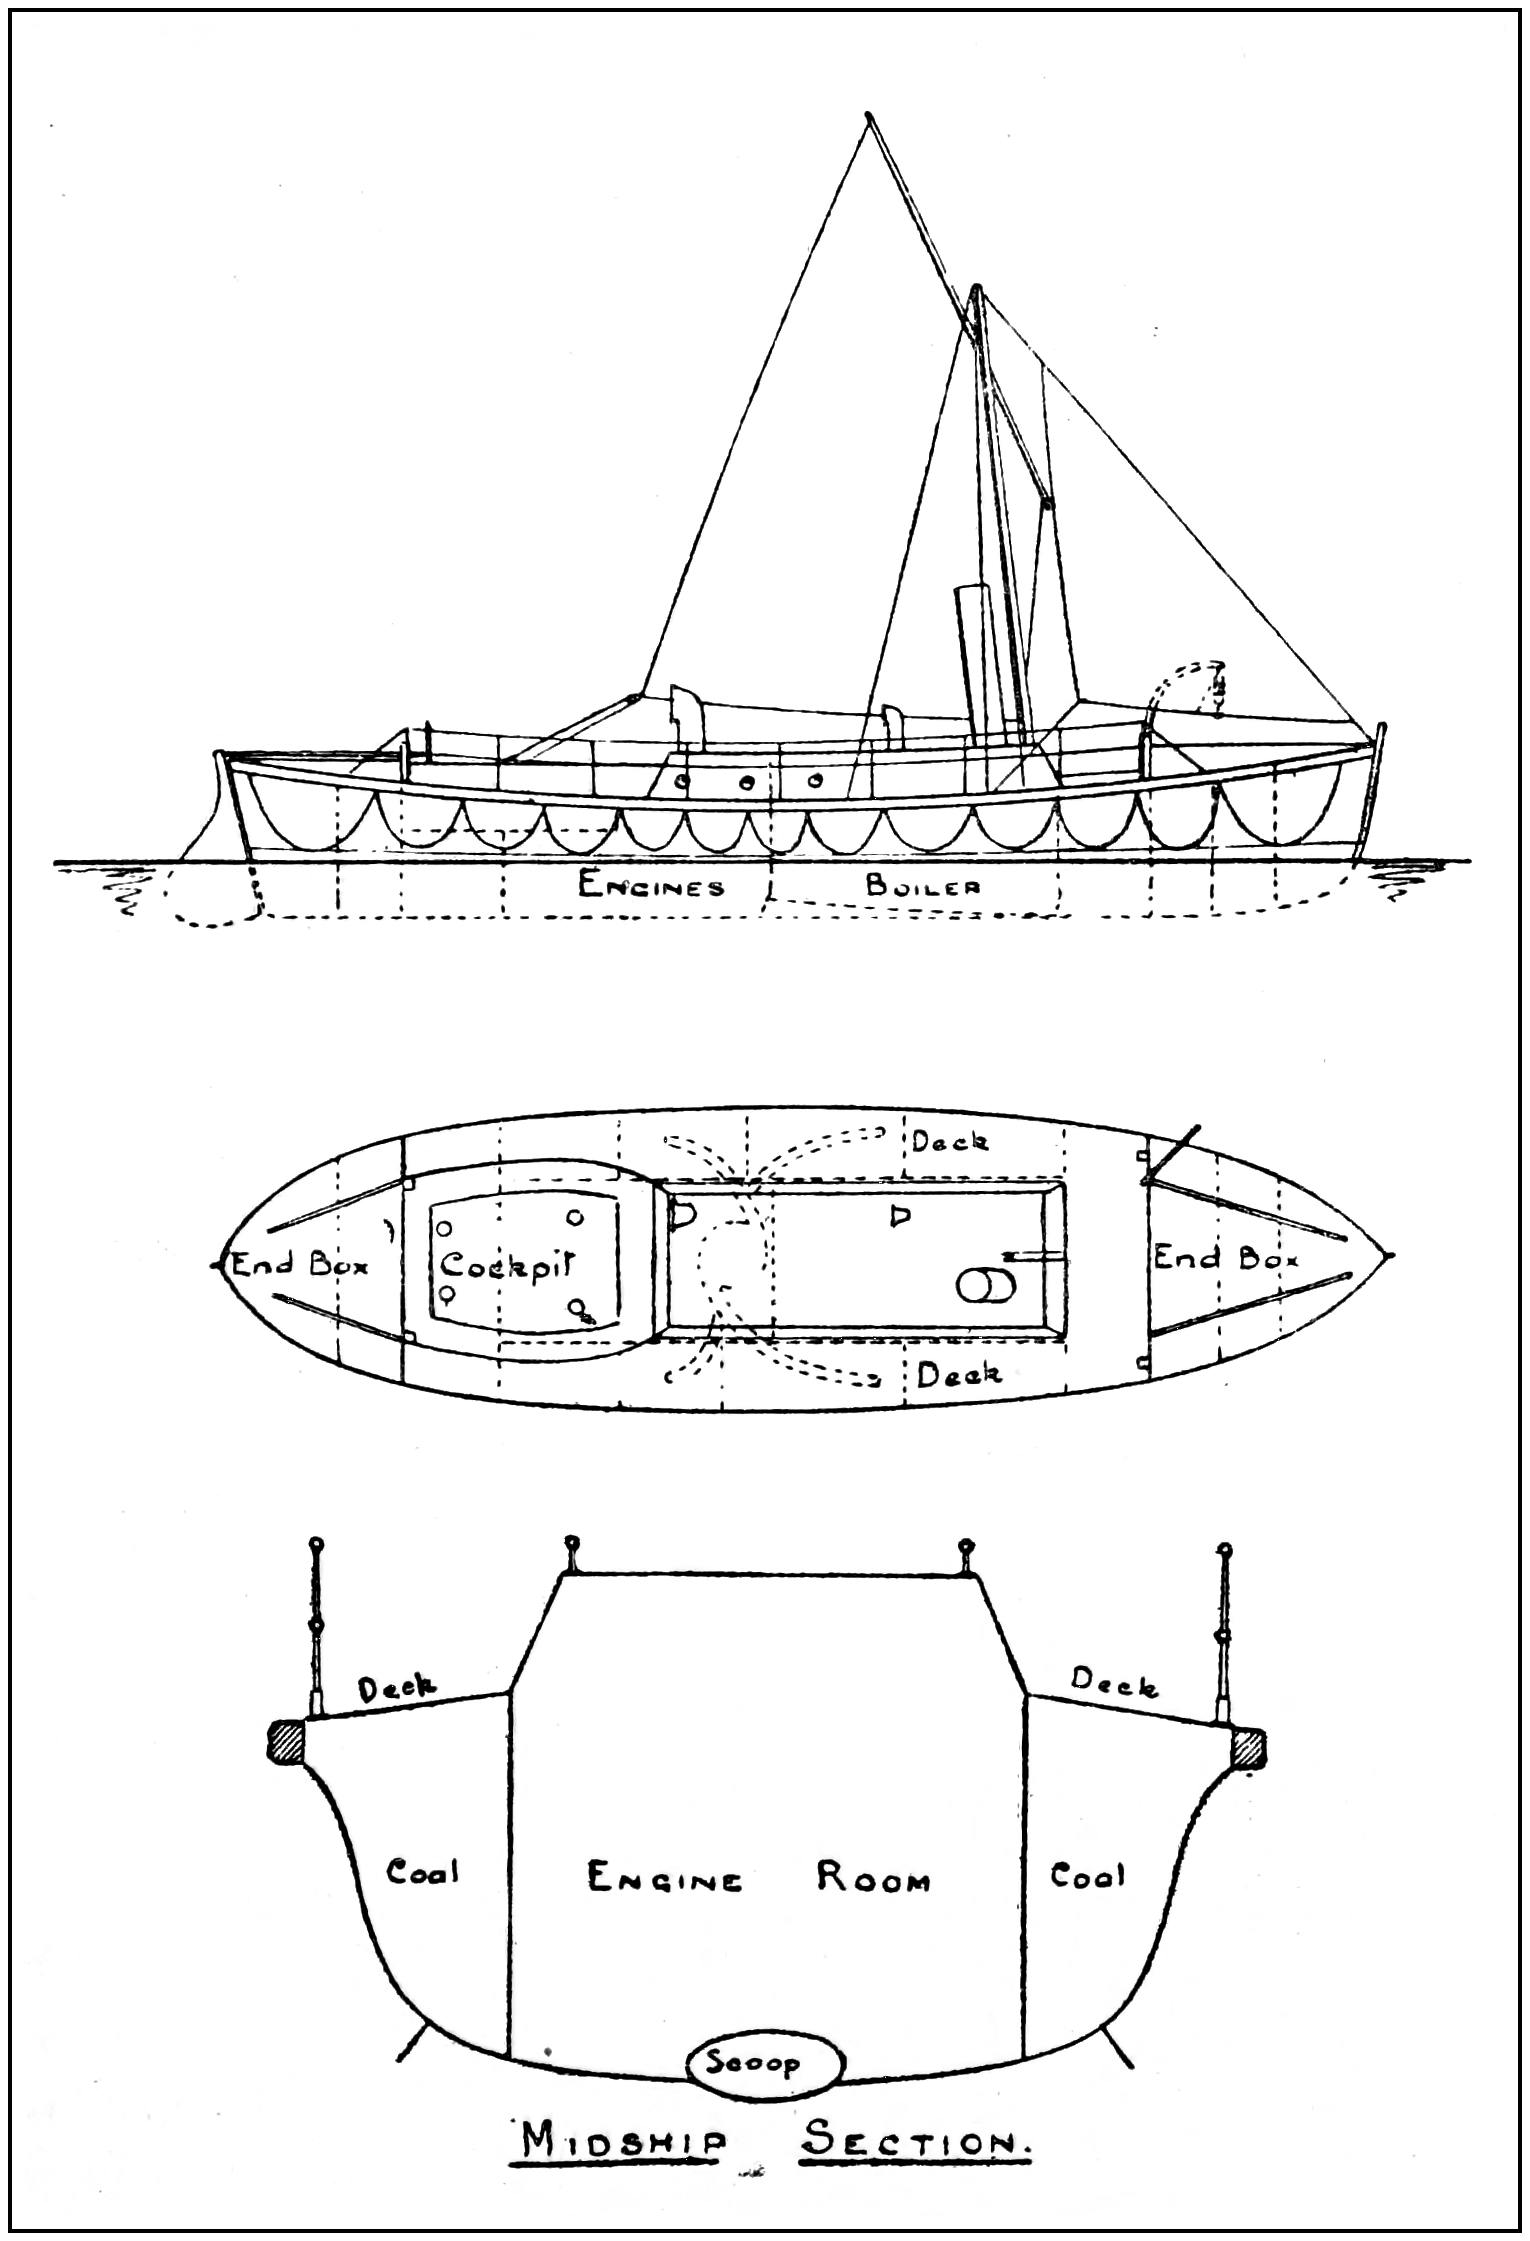 ENGINES BOILER
Deck
End Box Cockpit End Box
Deck
Deck Deck
Coal ENGINE ROOM Coal
Scoop
MIDSHIP SECTION.